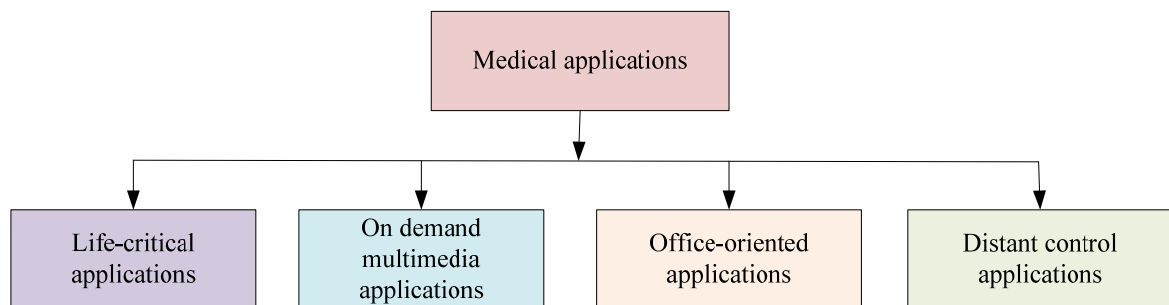 Medical applications
Life-critical
applications
On demand
multimedia
applications
Office-oriented
applications
Distant control
applications